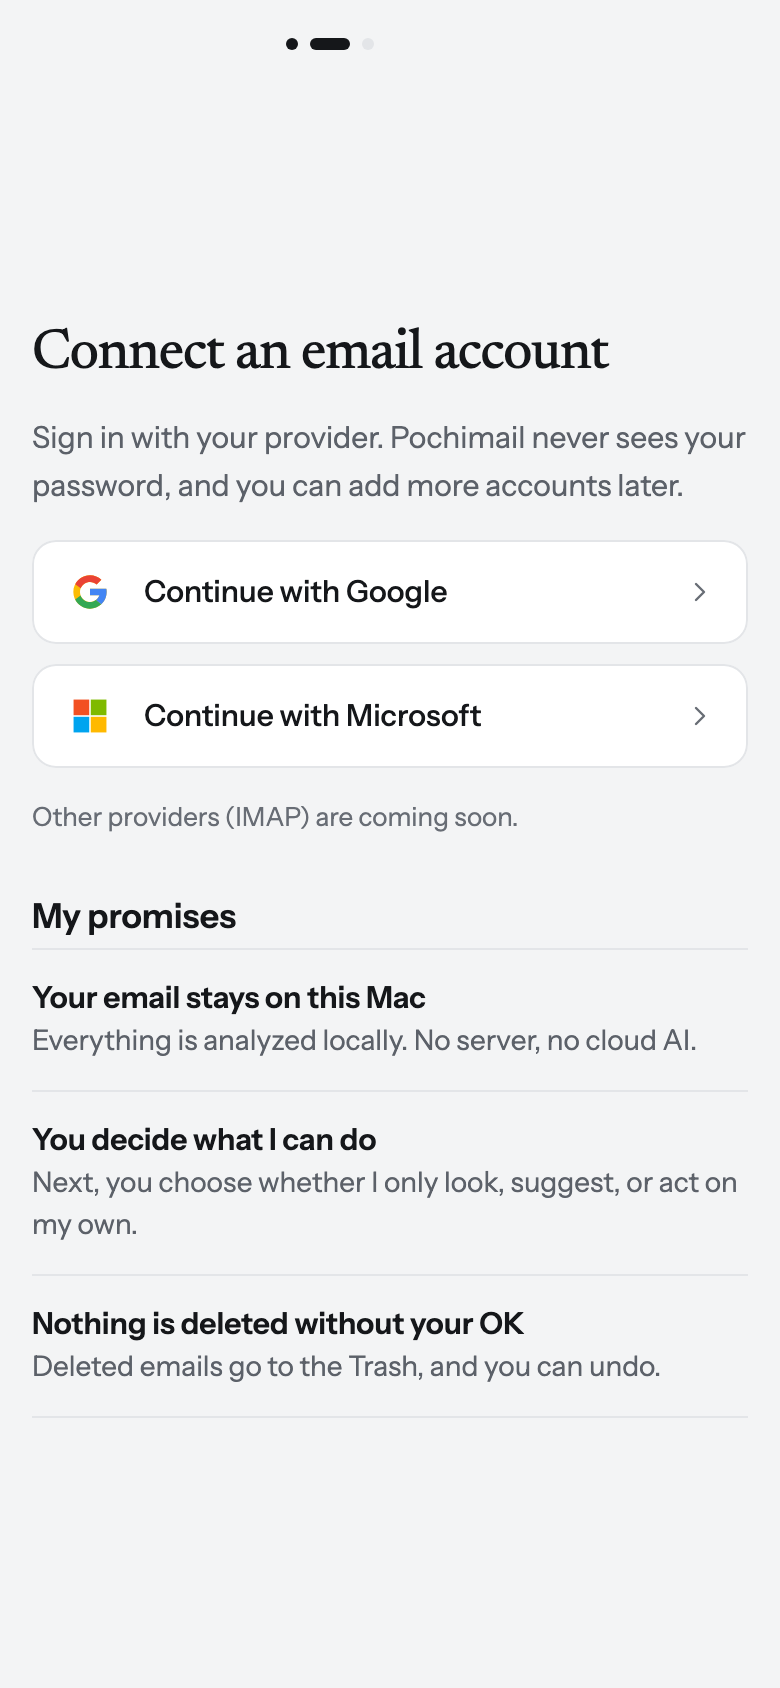 Connect an email account
Sign in with your provider. Pochimail never sees your
password, and you can add more accounts later.
Continue with Google
Continue with Microsoft
Other providers (IMAP) are coming soon.
My promises
Your email stays on this Mac
Everything is analyzed locally. No server, no cloud AI.
You decide what I can do
Next, you choose whether I only look, suggest, or act on
my own.
Nothing is deleted without your OK
Deleted emails go to the Trash, and you can undo.